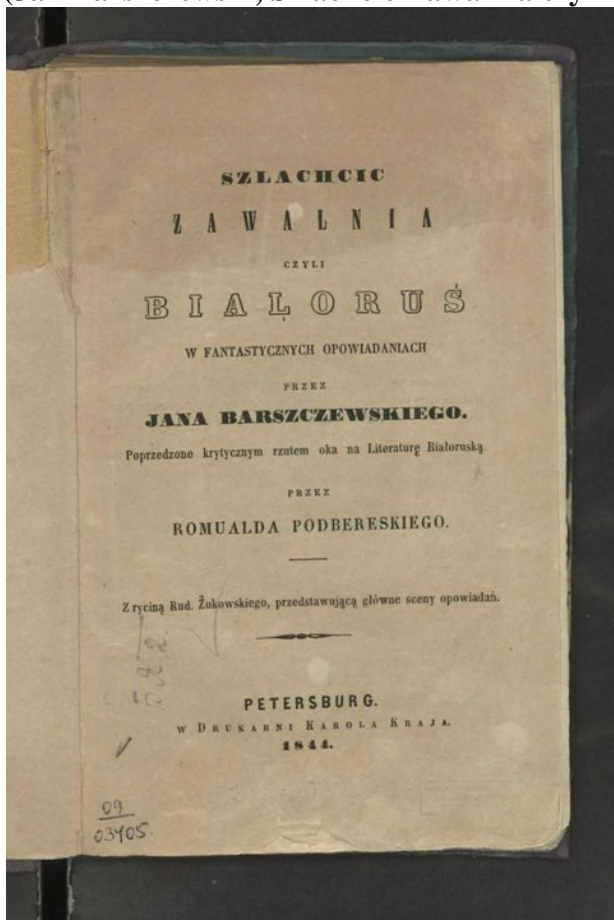 SZLACHCIC
ZAWALNIA
CZYLI
BIAŁORUŚ
W FANTASTYCZNYCH OPOWIADANIACH
PRZEZ
JANA BARSZCZEWSKIEGO.
Poprzedzone krytycznym rzutem oka na Literaturę Białoruską
PRZEZ
ROMUALDA PODBERESKIEGO.
Z ryciną Rud. Żukowskiego, przedstawującą główne sceny opowiadań.
PETERSBURG.
W DRUKARNI KAROLA KRAJA.
1844.
09
03405.